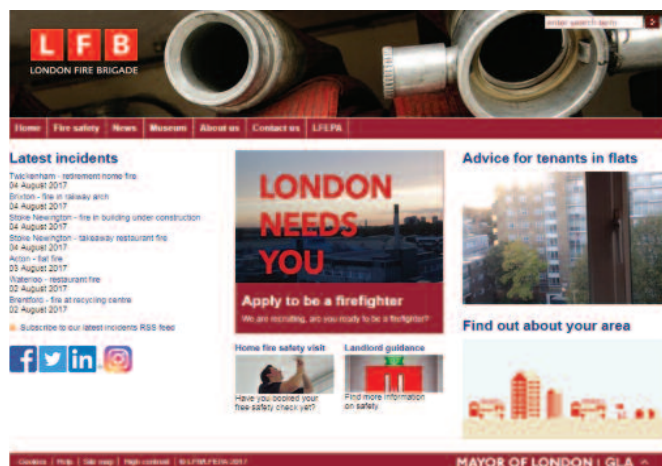 enter search term
LFB
LONDON FIRE BRIGADE
Home | Fire safety | News | Museum | About us | Contact us | LFEPA
Latest incidents
Twickenham - retirement home fire
04 August 2017
Brixton - fire in railway arch
04 August 2017
Stoke Newington - fire in building under construction
04 August 2017
Stoke Newington - takeaway restaurant fire
04 August 2017
Acton - flat fire
03 August 2017
Waterloo - restaurant fire
02 August 2017
Brentford - fire at recycling centre
02 August 2017
Subscribe to our latest incidents RSS feed
LONDON
NEEDS
YOU
Apply to be a firefighter
We are recruiting, are you ready to be a firefighter?
Home fire safety visit
Have you booked your
free safety check yet?
Landlord guidance
Find more information
on safety
Advice for tenants in flats
Find out about your area
Cookies | Help | Site map | High contrast | © LFB/LFEPA 2017
MAYOR OF LONDON | GLA